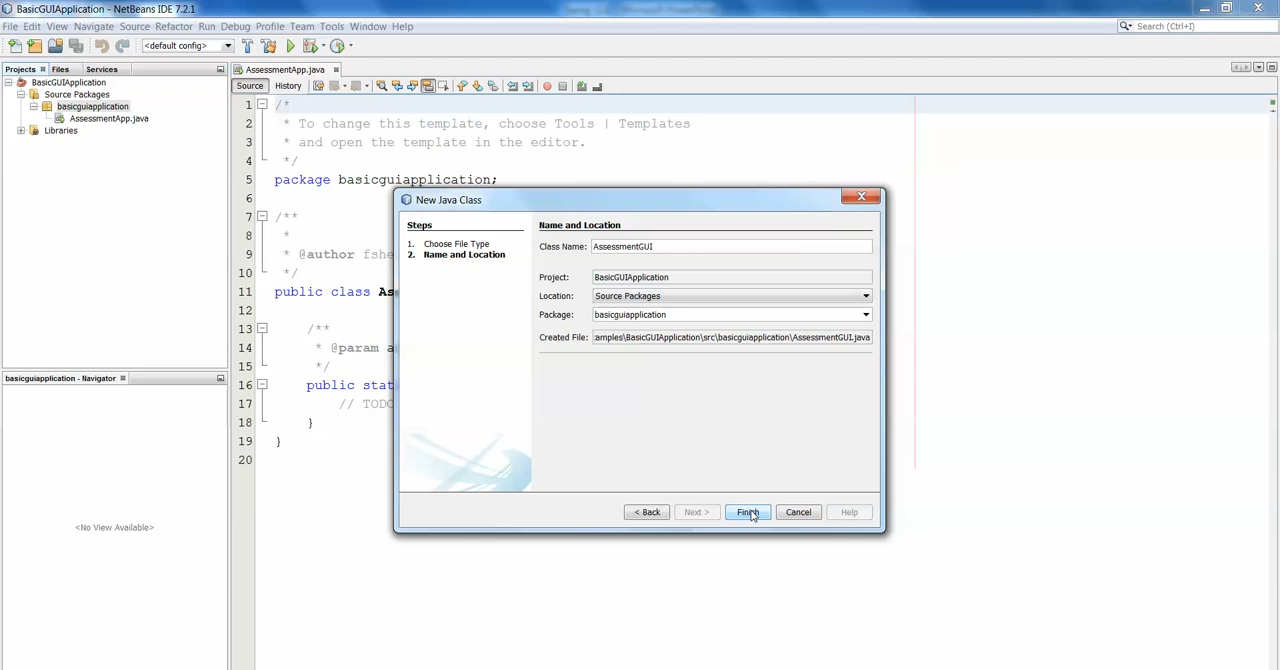 BasicGUIApplication - NetBeans IDE 7.2.1
File Edit View Navigate Source Refactor Run Debug Profile Team Tools Window Help
Search (Ctrl+I)
<default config>
Projects Files Services
BasicGUIApplication
Source Packages
basicguiapplication
AssessmentApp.java
Libraries
basicguiapplication - Navigator
<No View Available>
AssessmentApp.java
Source History
1 /*
2 * To change this template, choose Tools | Templates
3 * and open the template in the editor.
4 */
5 package basicguiapplication;
6
7 /**
8 *
9 * @author fshe
10 */
11 public class As
12
13 /**
14 * @param a
15 */
16 public stat
17 // TODO
18 }
19 }
20
New Java Class
Steps
1. Choose File Type
2. Name and Location
Name and Location
Class Name: AssessmentGUI
Project: BasicGUIApplication
Location: Source Packages
Package: basicguiapplication
Created File: amples\BasicGUIApplication\src\basicguiapplication\AssessmentGUI.java
< Back Next > Finish Cancel Help